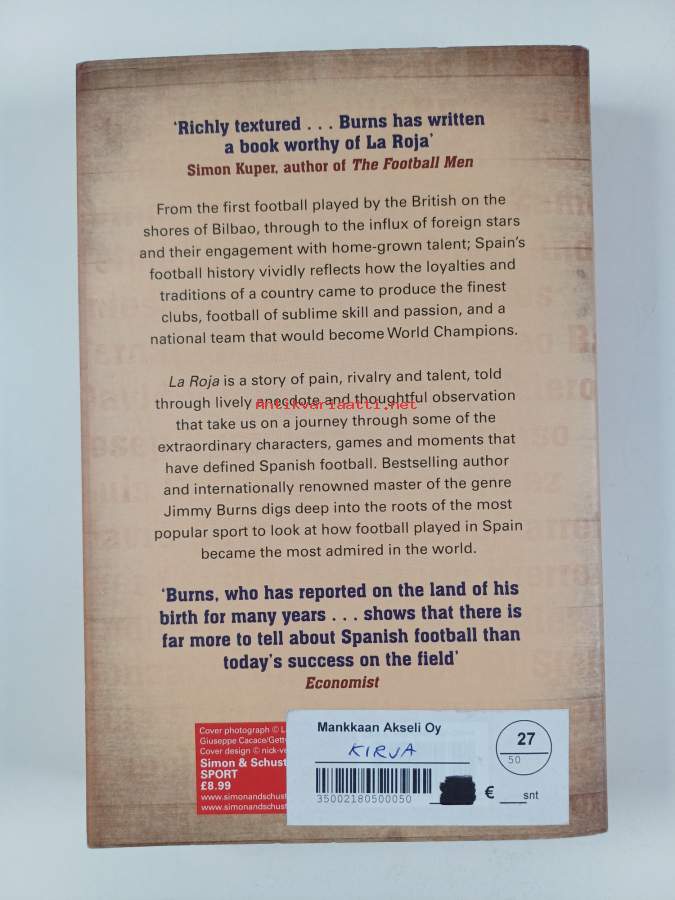 'Richly textured . . . Burns has written
a book worthy of La Roja'
Simon Kuper, author of The Football Men
From the first football played by the British on the
shores of Bilbao, through to the influx of foreign stars
and their engagement with home-grown talent; Spain's
football history vividly reflects how the loyalties and
traditions of a country came to produce the finest
clubs, football of sublime skill and passion, and a
national team that would become World Champions.
La Roja is a story of pain, rivalry and talent, told
through lively anecdote and thoughtful observation
Antikvariaatti.net
that take us on a journey through some of the
extraordinary characters, games and moments that
have defined Spanish football. Bestselling author
and internationally renowned master of the genre
Jimmy Burns digs deep into the roots of the most
popular sport to look at how football played in Spain
became the most admired in the world.
'Burns, who has reported on the land of his
birth for many years . . . shows that there is
far more to tell about Spanish football than
today's success on the field'
Economist
Cover photograph ©
Giuseppe Cacace/Getty
Cover design © nick-ve
Simon & Schust
SPORT
£8.99
www.simonandschust
www.simonandschust
Mankkaan Akseli Oy
KIRJA
27
50
35002180500050
€ snt